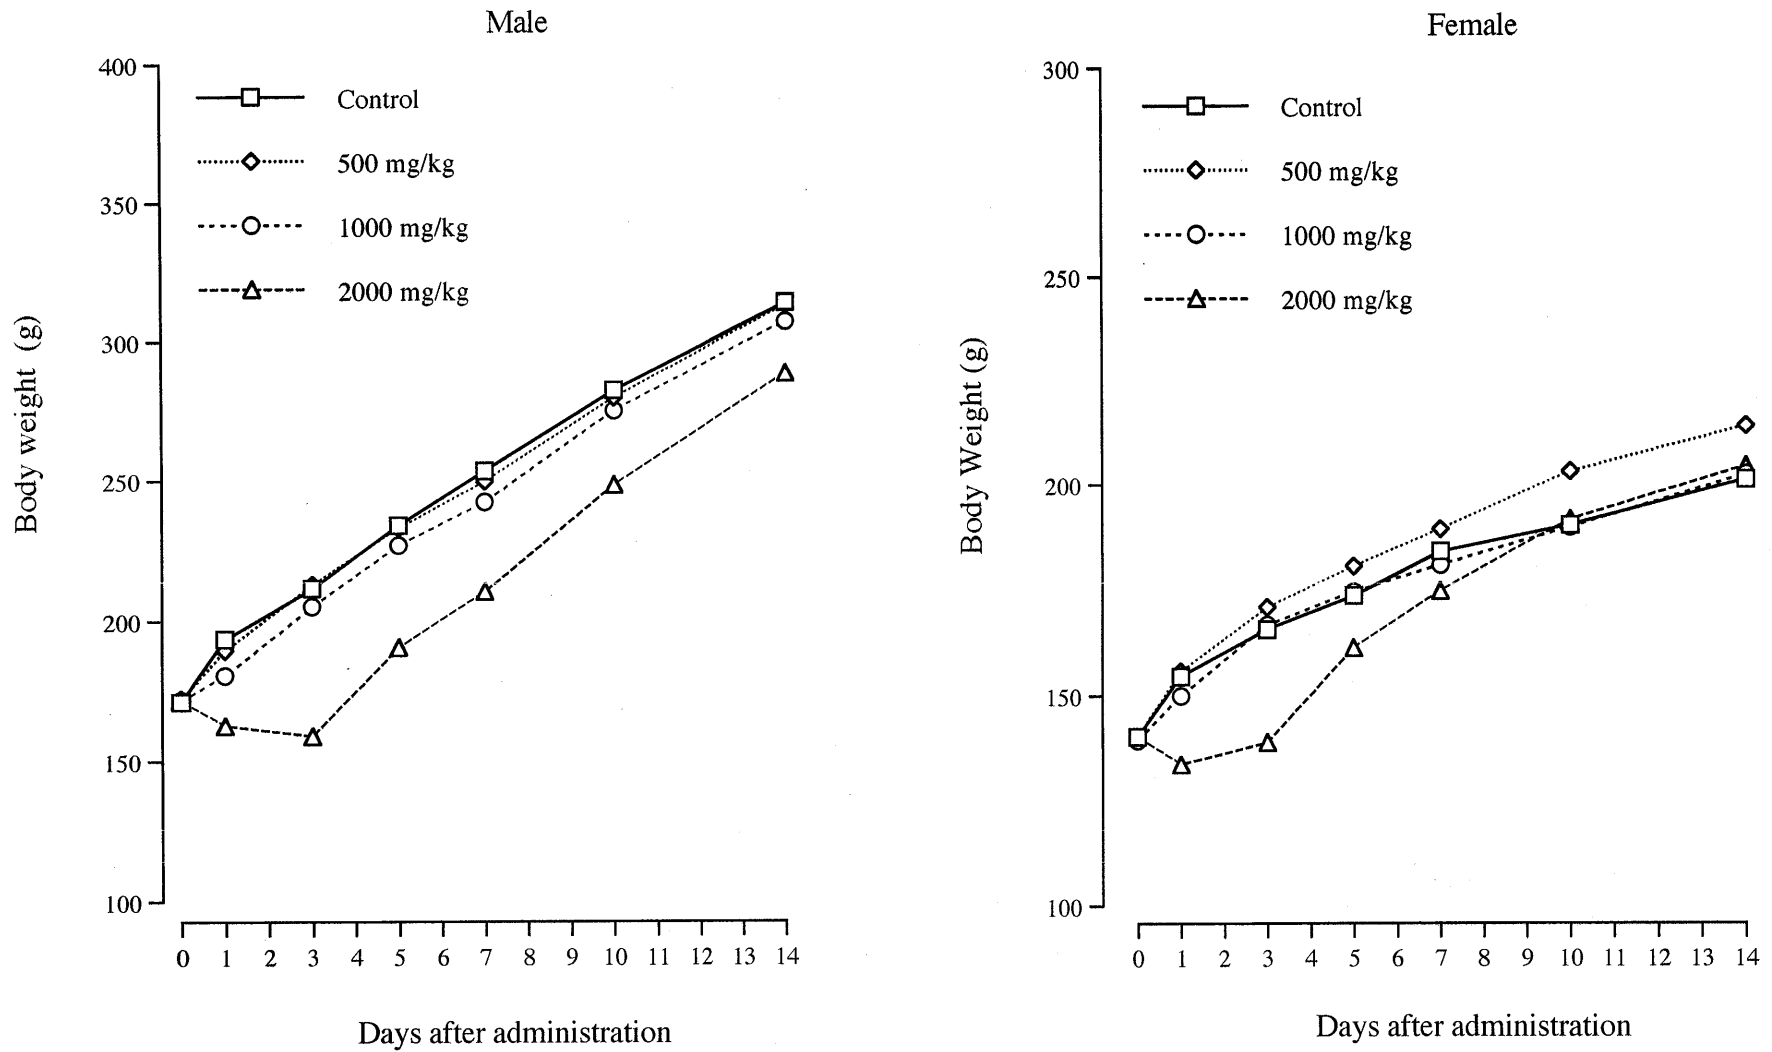 Male
400
350
300
250
200
150
100
Body weight (g)
Control
500 mg/kg
1000 mg/kg
2000 mg/kg
0 1 2 3 4 5 6 7 8 9 10 11 12 13 14
Days after administration
Female
300
250
200
150
100
Body Weight (g)
Control
500 mg/kg
1000 mg/kg
2000 mg/kg
0 1 2 3 4 5 6 7 8 9 10 11 12 13 14
Days after administration